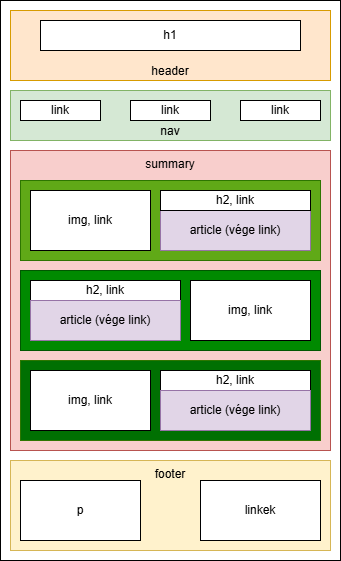 h1
header
link
link
link
nav
summary
img, link
h2, link
article (vége link)
h2, link
article (vége link)
img, link
img, link
h2, link
article (vége link)
footer
p
linkek